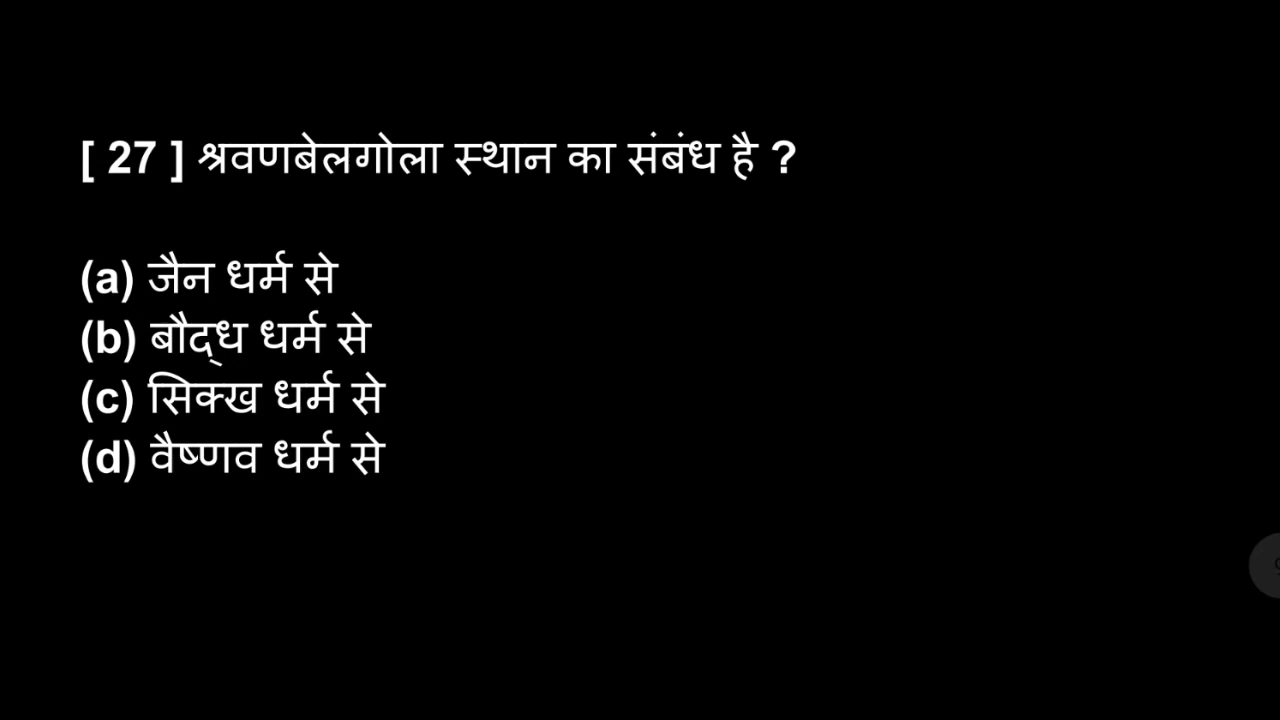 [ 27 ] श्रवणबेलगोला स्थान का संबंध है ?
(a) जैन धर्म से
(b) बौद्ध धर्म से
(c) सिक्ख धर्म से
(d) वैष्णव धर्म से